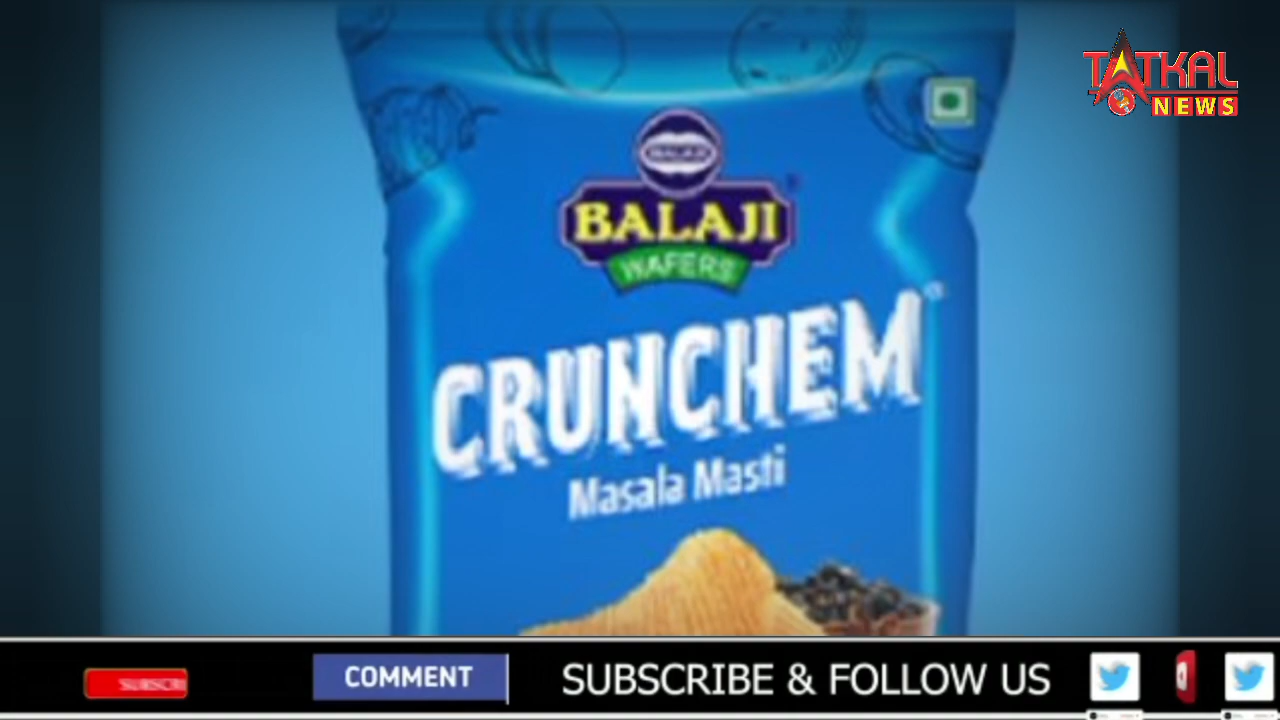 TATKAL
NEWS
BALAJI
BALAJI
WAFERS
CRUNCHEM
Masala Masti
COMMENT
SUBSCRIBE & FOLLOW US